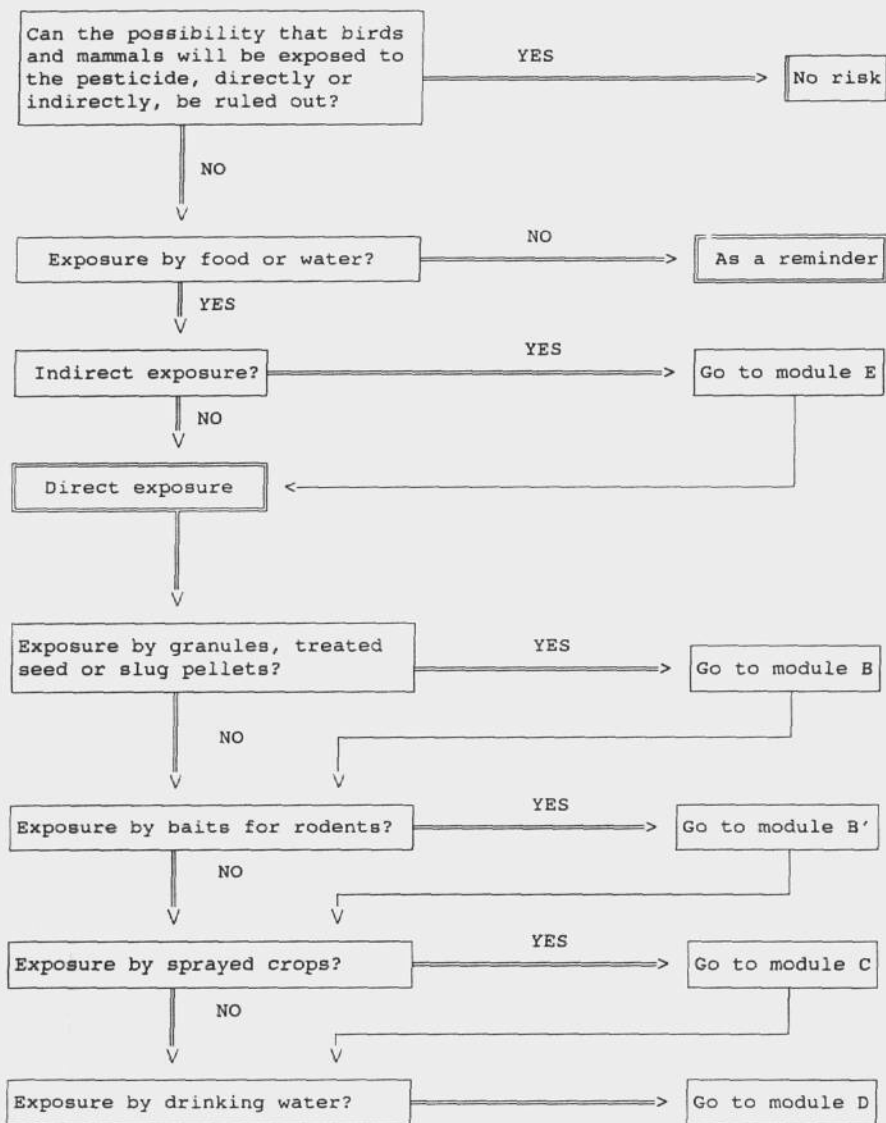 Can the possibility that birds
and mammals will be exposed to
the pesticide, directly or
indirectly, be ruled out?
YES
No risk
NO
Exposure by food or water?
NO
As a reminder
YES
Indirect exposure?
YES
Go to module E
NO
Direct exposure
Exposure by granules, treated
seed or slug pellets?
YES
Go to module B
NO
Exposure by baits for rodents?
YES
Go to module B'
NO
Exposure by sprayed crops?
YES
Go to module C
NO
Exposure by drinking water?
Go to module D